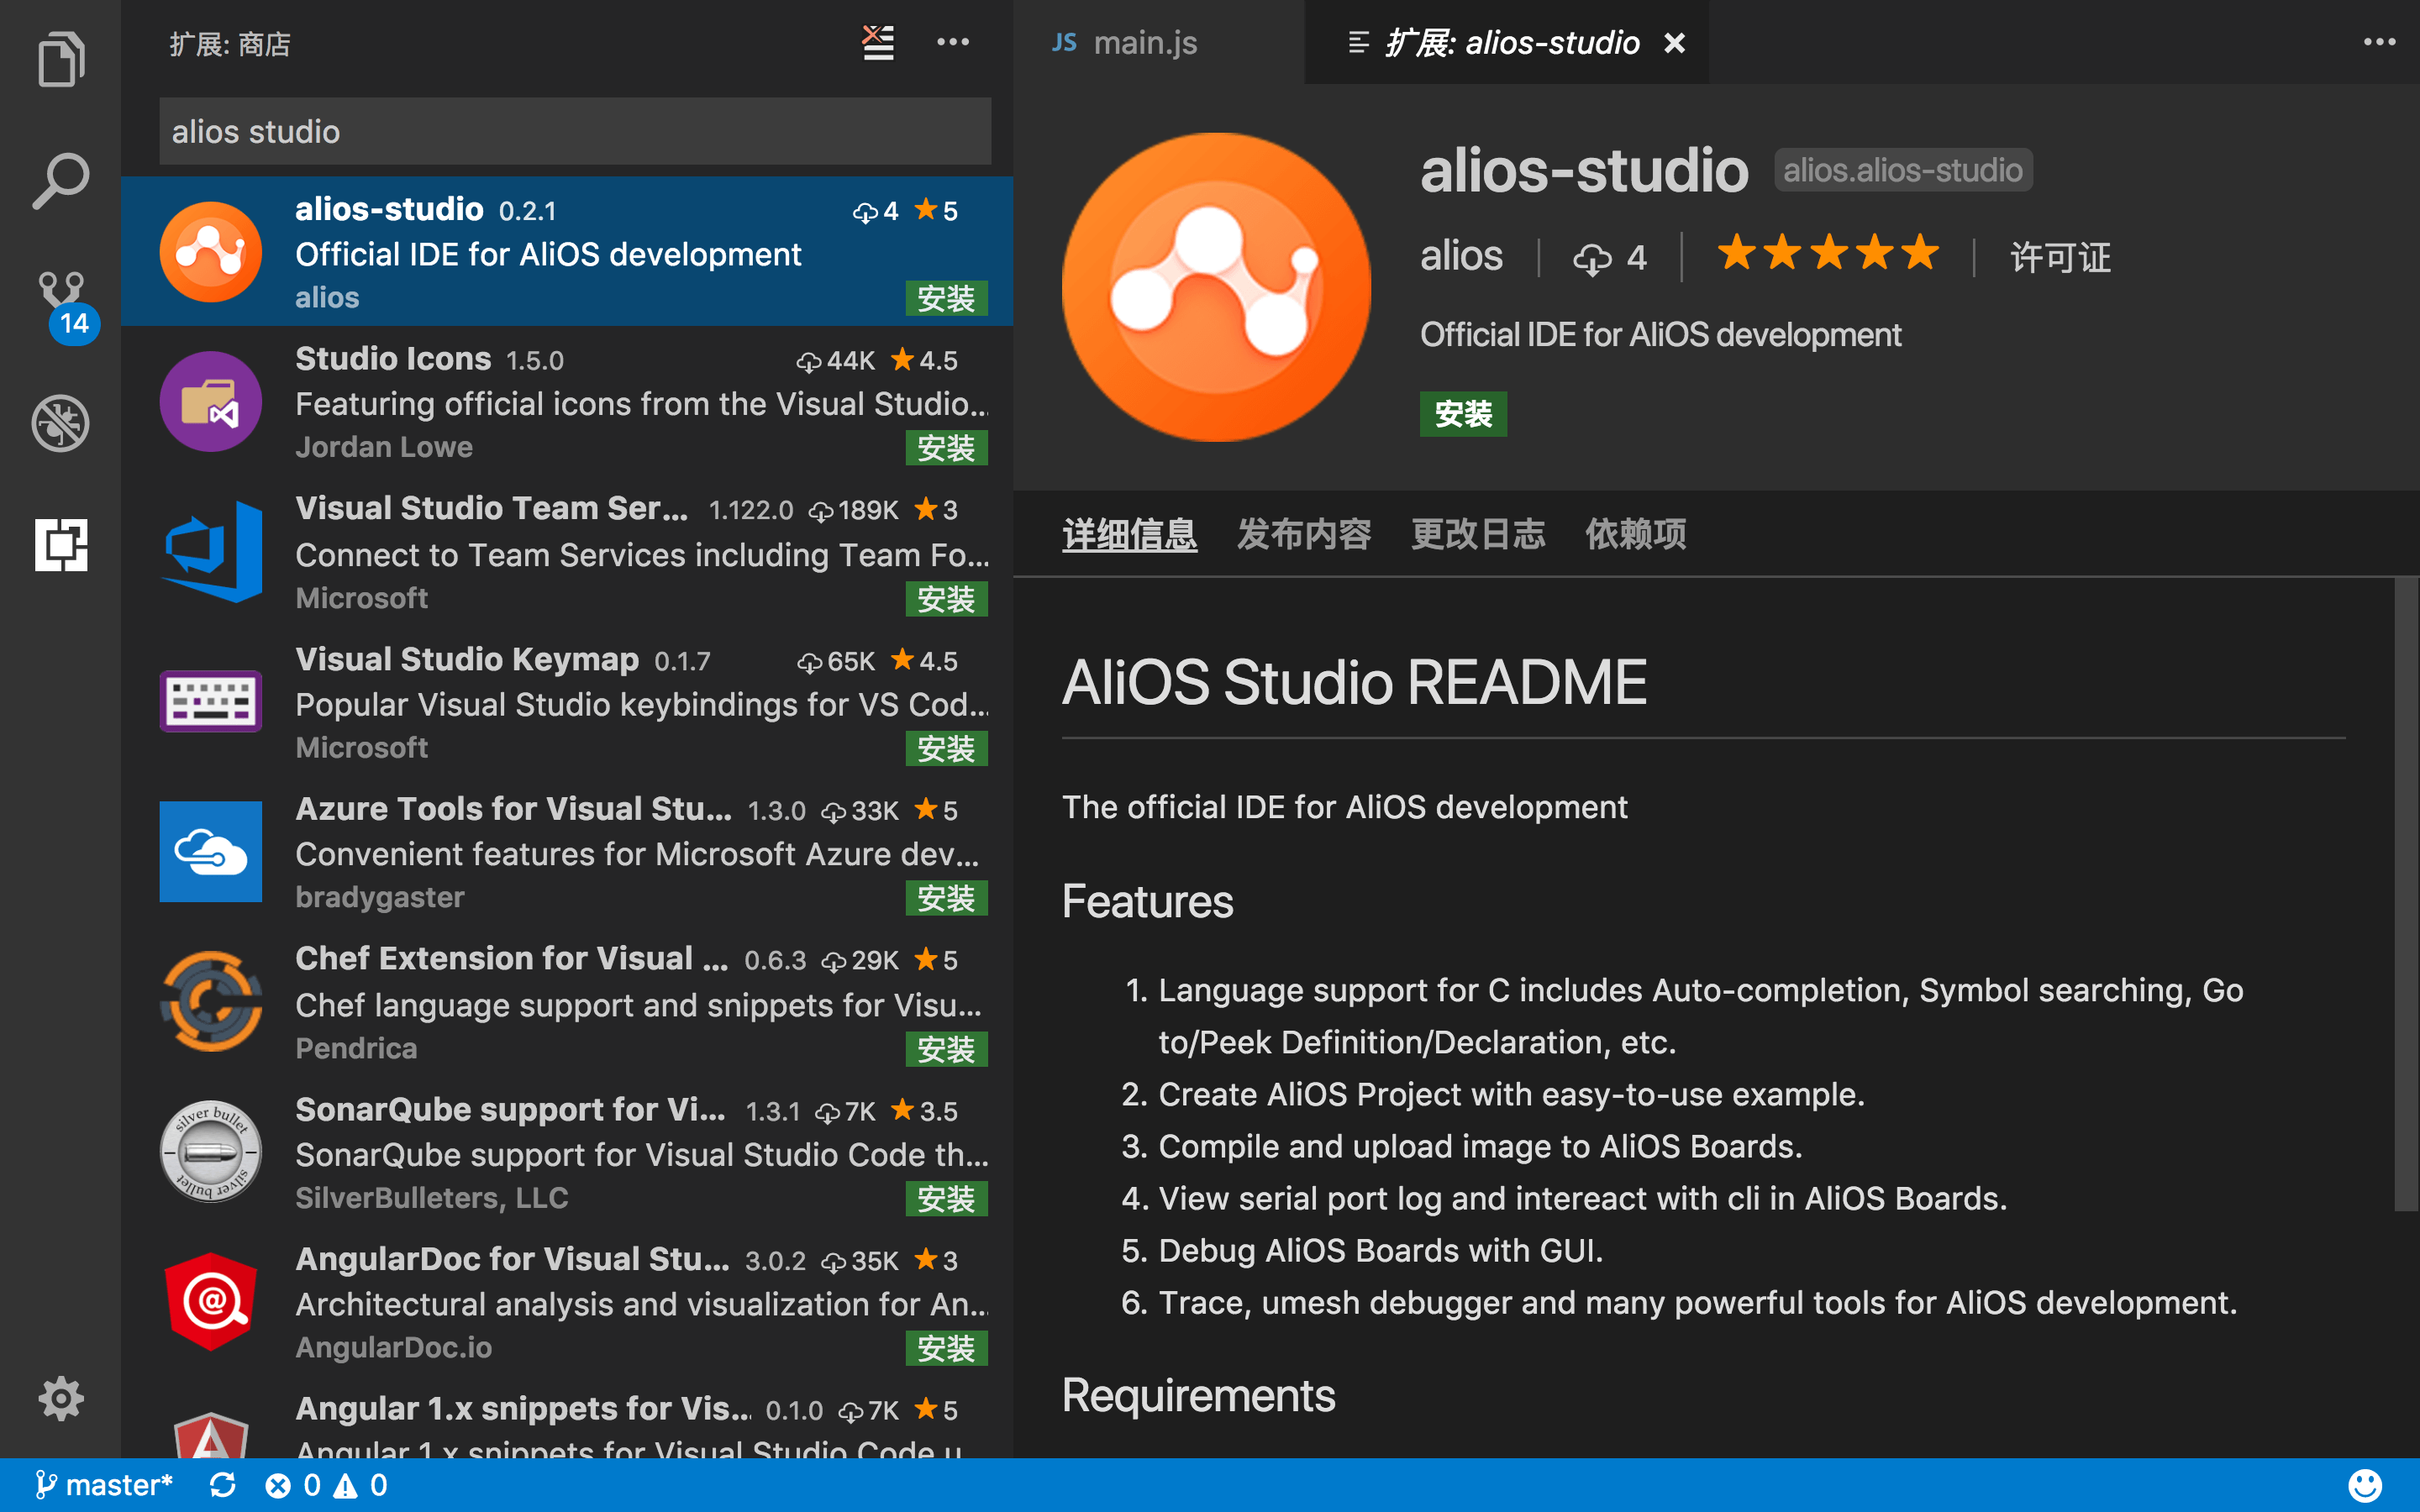 扩展: 商店
alios studio
alios-studio 0.2.1 4 5
Official IDE for AliOS development
alios 安装
14
Studio Icons 1.5.0 44K 4.5
Featuring official icons from the Visual Studio...
Jordan Lowe 安装
Visual Studio Team Ser... 1.122.0 189K 3
Connect to Team Services including Team Fo...
Microsoft 安装
Visual Studio Keymap 0.1.7 65K 4.5
Popular Visual Studio keybindings for VS Cod...
Microsoft 安装
Azure Tools for Visual Stu... 1.3.0 33K 5
Convenient features for Microsoft Azure dev...
bradygaster 安装
Chef Extension for Visual ... 0.6.3 29K 5
Chef language support and snippets for Visu...
Pendrica 安装
silver bullet
silver bullet
SonarQube support for Vi... 1.3.1 7K 3.5
SonarQube support for Visual Studio Code th...
SilverBulleters, LLC 安装
AngularDoc for Visual Stu... 3.0.2 35K 3
Architectural analysis and visualization for An...
AngularDoc.io 安装
Angular 1.x snippets for Vis... 0.1.0 7K 5
Angular 1.x snippets for Visual Studio Code u
JS main.js
扩展: alios-studio
alios-studio alios.alios-studio
alios | 4 | ★★★★★ | 许可证
Official IDE for AliOS development
安装
详细信息 发布内容 更改日志 依赖项
AliOS Studio README
The official IDE for AliOS development
Features
1. Language support for C includes Auto-completion, Symbol searching, Go
to/Peek Definition/Declaration, etc.
2. Create AliOS Project with easy-to-use example.
3. Compile and upload image to AliOS Boards.
4. View serial port log and intereact with cli in AliOS Boards.
5. Debug AliOS Boards with GUI.
6. Trace, umesh debugger and many powerful tools for AliOS development.
Requirements
master* 0 0